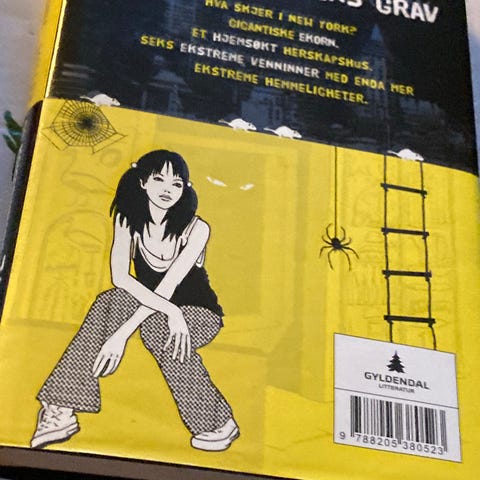 GRAV
HVA SKJER I NEW YORK?
GIGANTISKE EKORN.
ET HJEMSØKT HERSKAPSHUS.
SEKS EKSTREME VENNINNER MED ENDA MER
EKSTREME HEMMELIGHETER.
GYLDENDAL
LITTERATUR
9 788205 380523